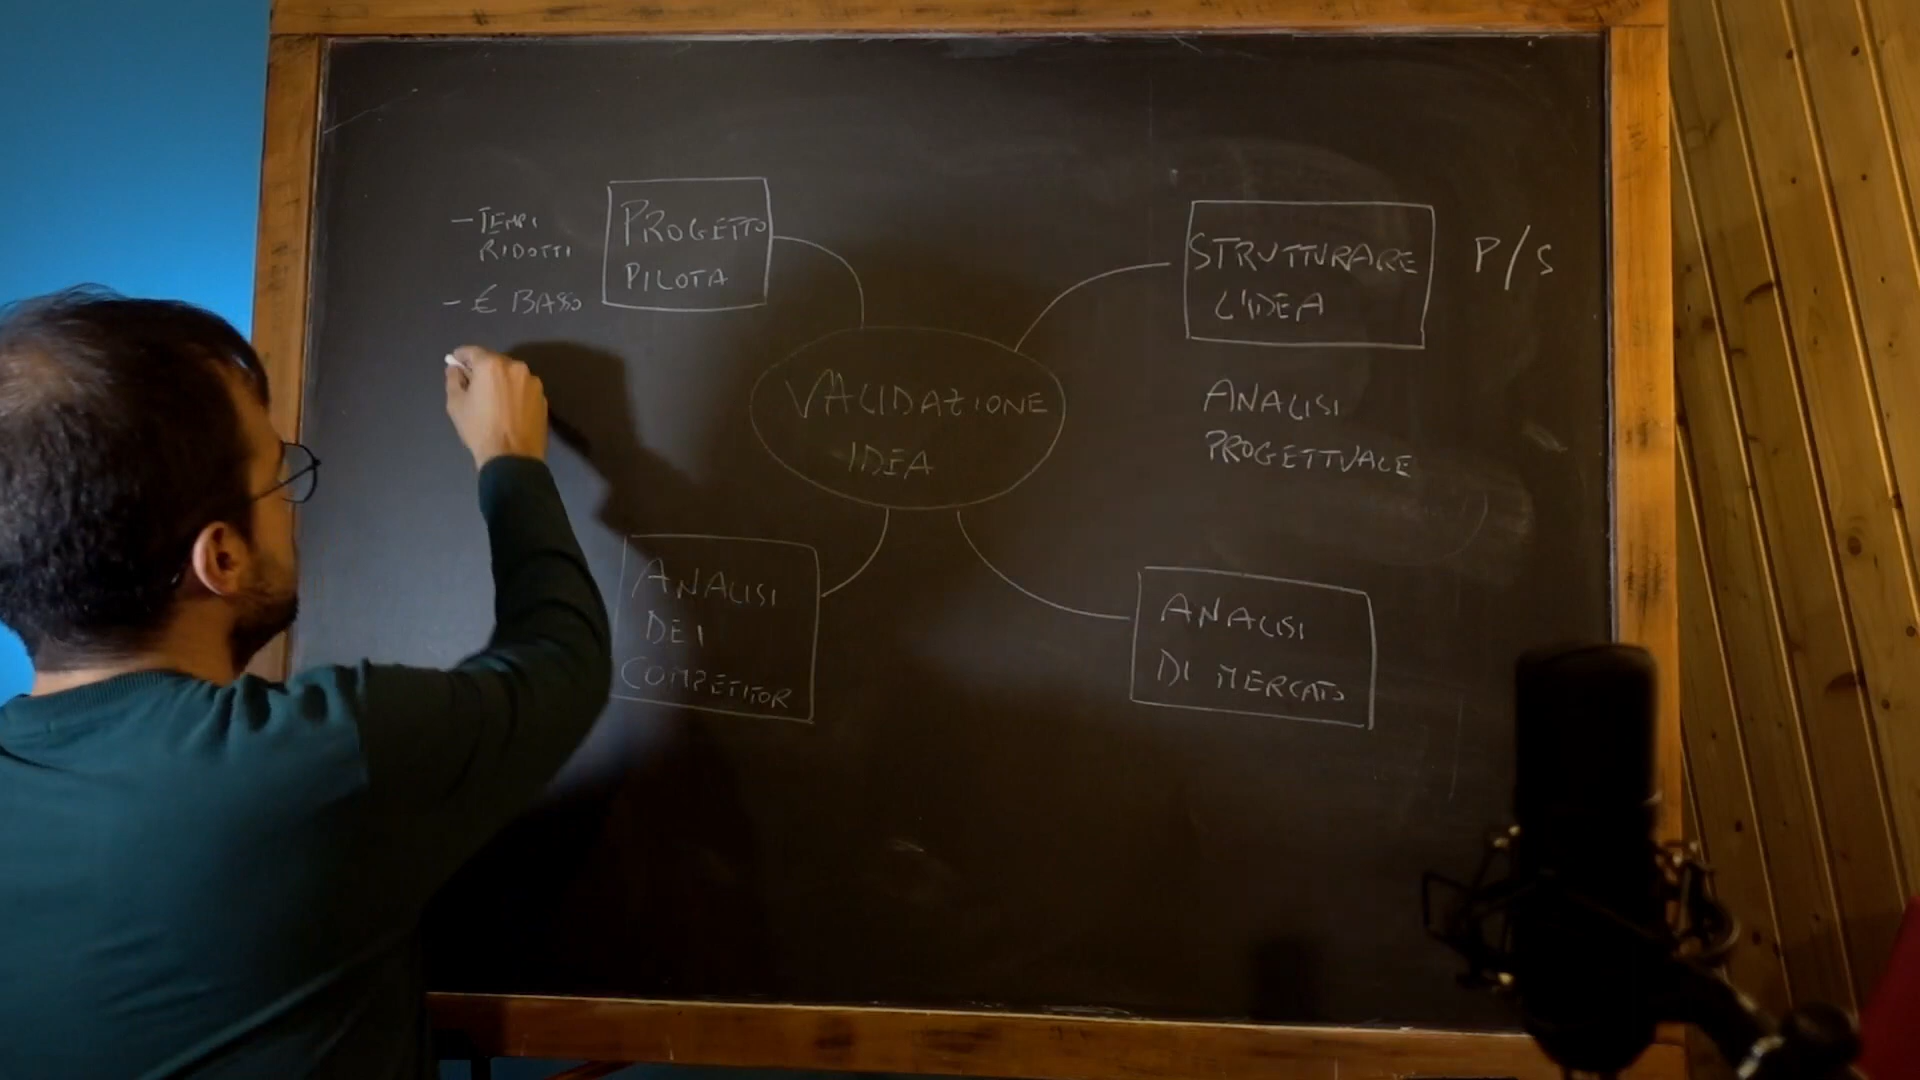 - TEMPI
RIDOTTI
- € BASSO
PROGETTO
PILOTA
STRUTTURARE
L'IDEA
P/S
ANALISI
PROGETTUALE
VALIDAZIONE
IDEA
ANALISI
DEI
COMPETITOR
ANALISI
DI MERCATO